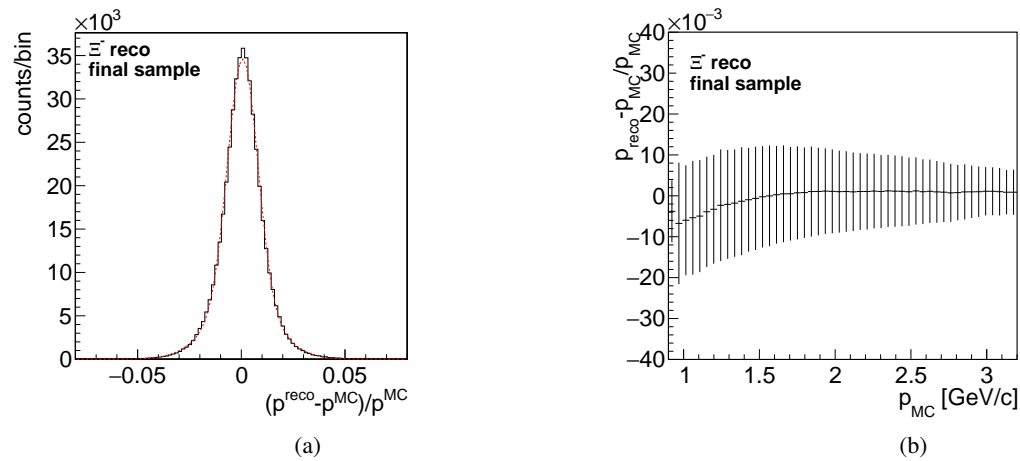 ×10³
Ξ⁻ reco
final sample
counts/bin
35
30
25
20
15
10
5
0
−0.05
0
0.05
(p^reco-p^MC)/p^MC
(a)
×10⁻³
Ξ⁻ reco
final sample
p_reco-p_MC/p_MC
40
30
20
10
0
−10
−20
−30
−40
1
1.5
2
2.5
3
p_MC [GeV/c]
(b)